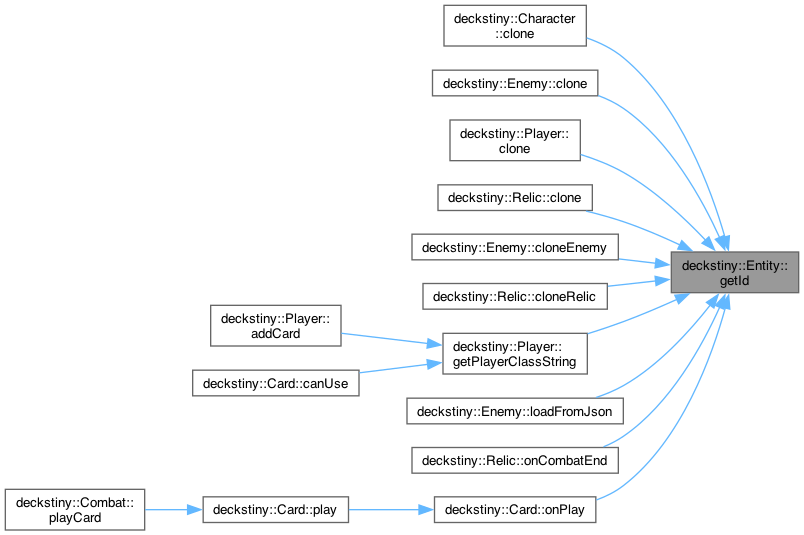 deckstiny::Character
::clone
deckstiny::Enemy::clone
deckstiny::Player::
clone
deckstiny::Relic::clone
deckstiny::Enemy::cloneEnemy
deckstiny::Entity::
getId
deckstiny::Relic::cloneRelic
deckstiny::Player::
addCard
deckstiny::Player::
getPlayerClassString
deckstiny::Card::canUse
deckstiny::Enemy::loadFromJson
deckstiny::Relic::onCombatEnd
deckstiny::Combat::
playCard
deckstiny::Card::play
deckstiny::Card::onPlay